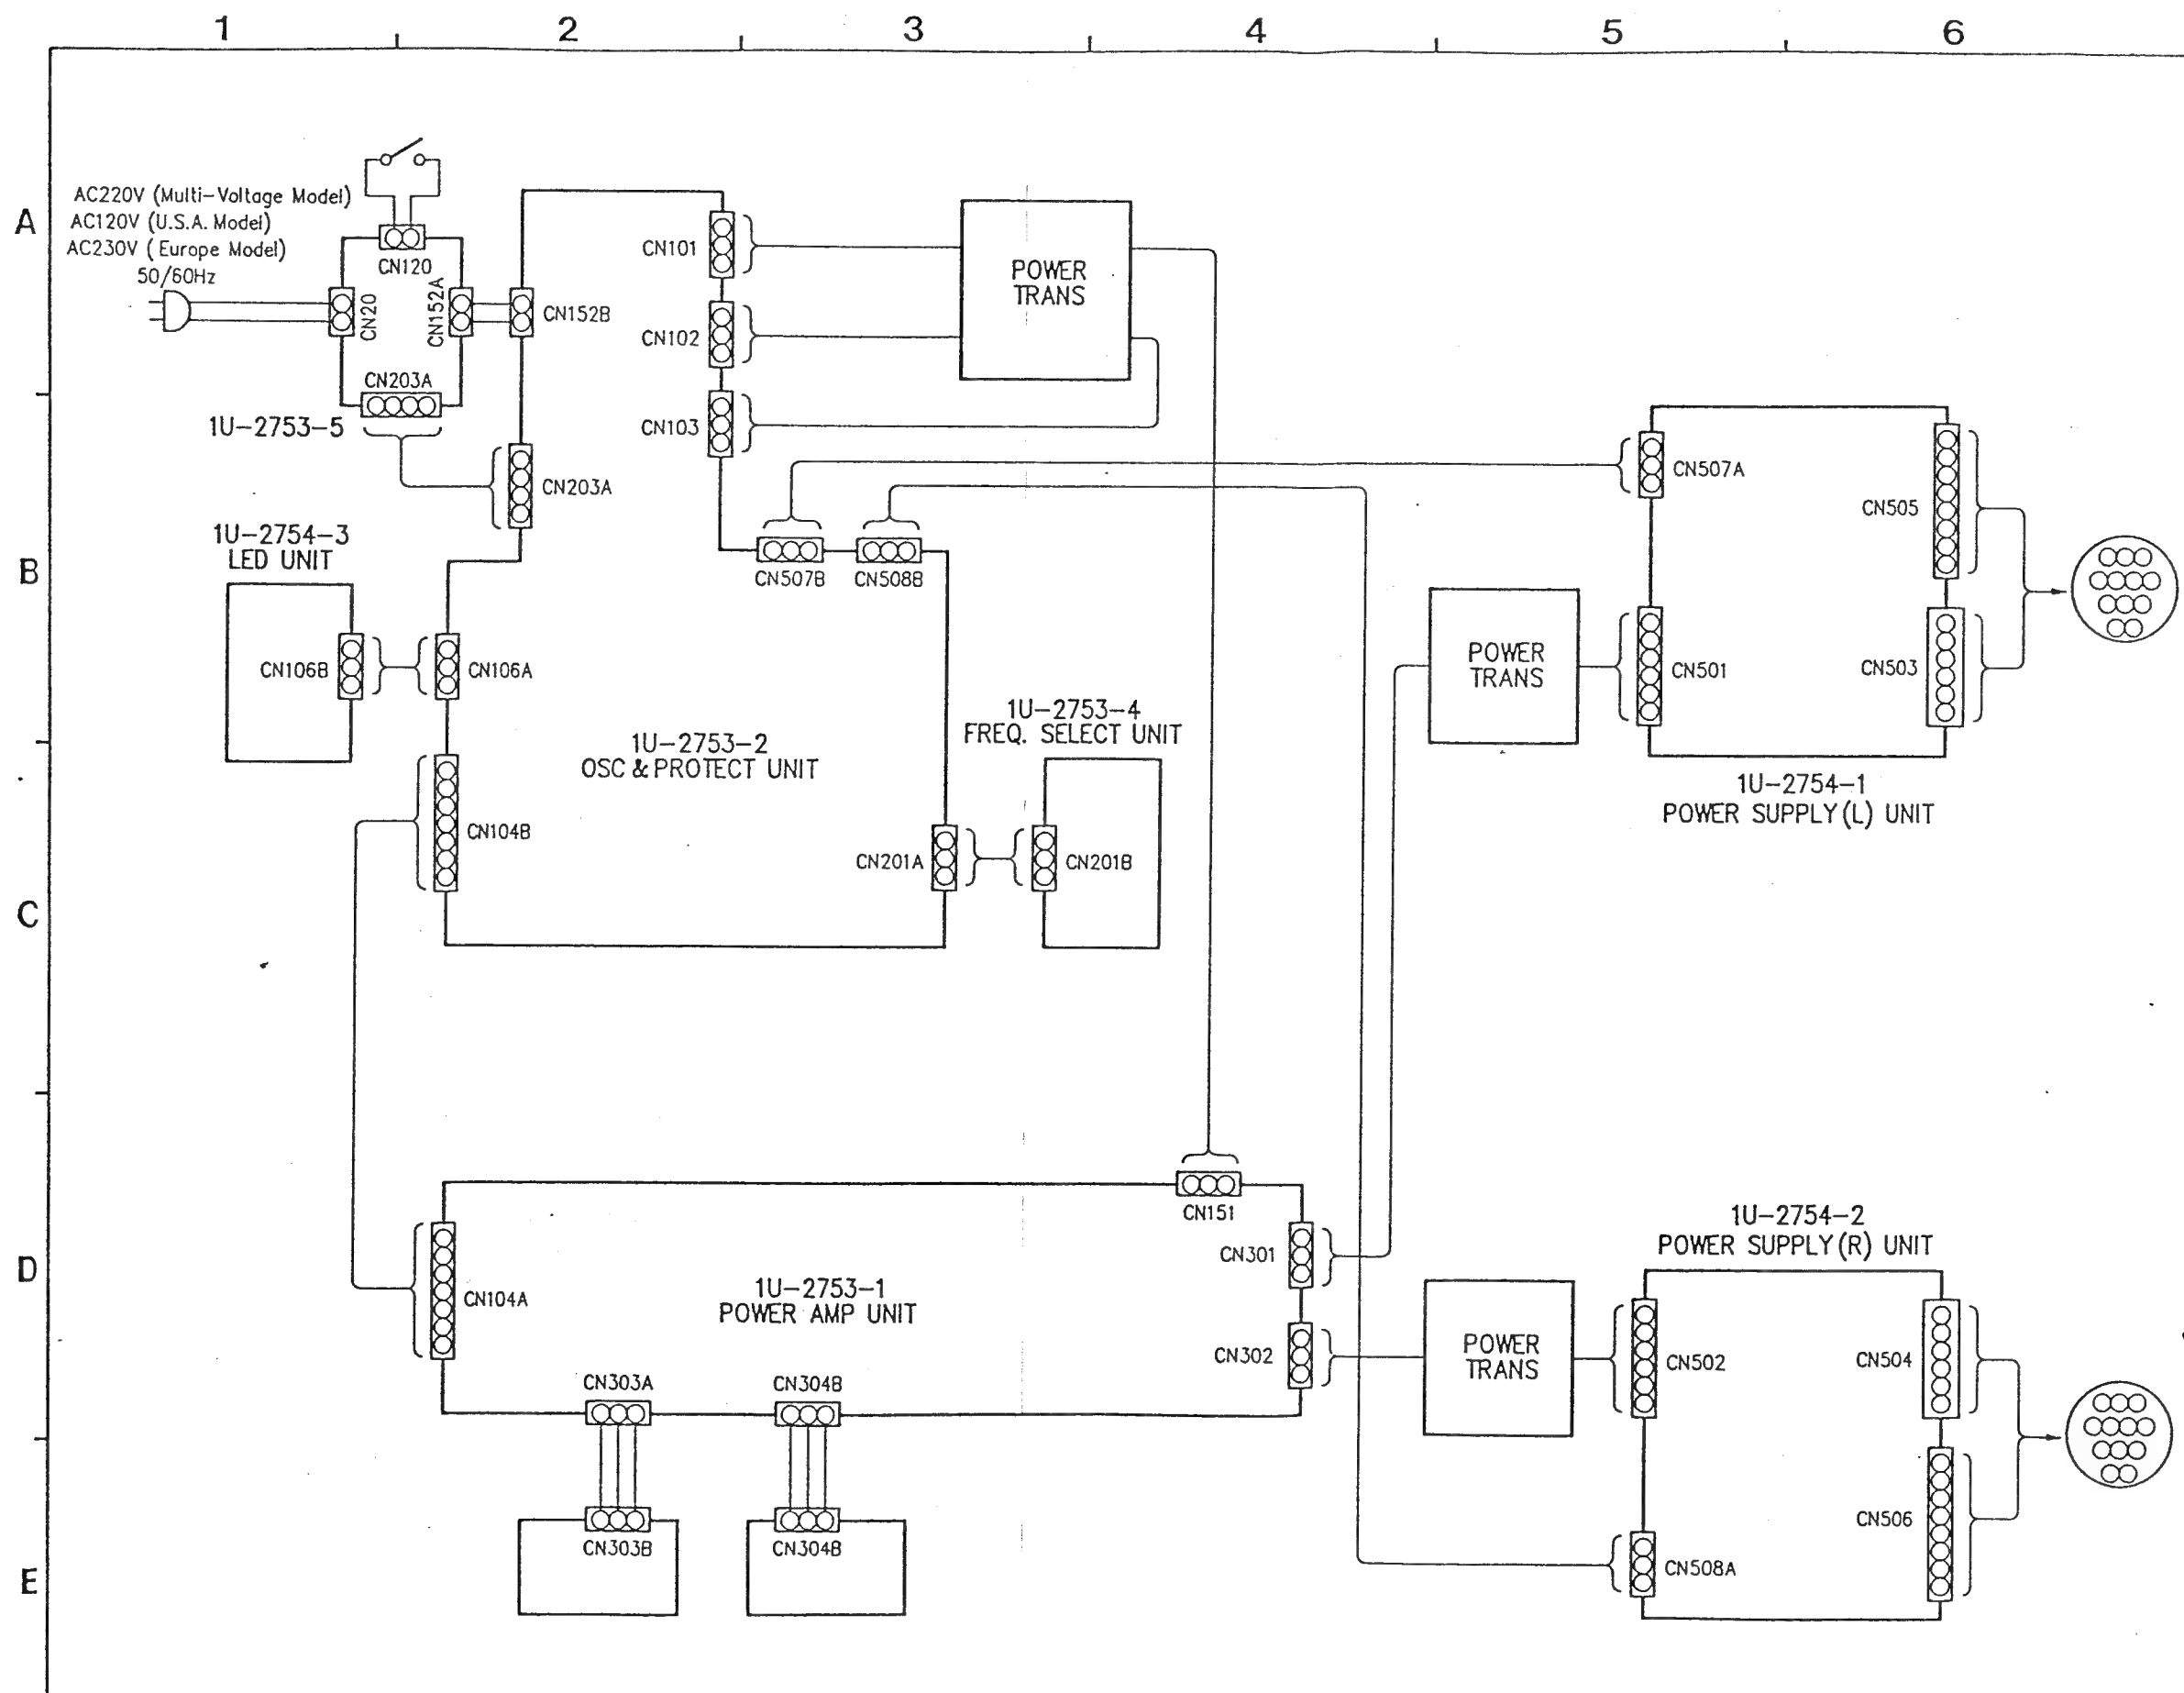 1 2 3 4 5 6
A
B
C
D
E
AC220V (Multi-Voltage Model)
AC120V (U.S.A. Model)
AC230V ( Europe Model)
50/60Hz
CN120
CN20
CN152A
CN203A
1U-2753-5
CN152B
CN203A
CN101
CN102
CN103
POWER
TRANS
CN507B
CN508B
1U-2754-3
LED UNIT
CN106B
CN106A
CN104B
1U-2753-2
OSC & PROTECT UNIT
CN201A
1U-2753-4
FREQ. SELECT UNIT
CN201B
POWER
TRANS
CN507A
CN505
CN501
CN503
1U-2754-1
POWER SUPPLY (L) UNIT
CN151
CN301
CN104A
1U-2753-1
POWER AMP UNIT
CN302
CN303A
CN304B
CN303B
CN304B
1U-2754-2
POWER SUPPLY (R) UNIT
POWER
TRANS
CN502
CN504
CN506
CN508A